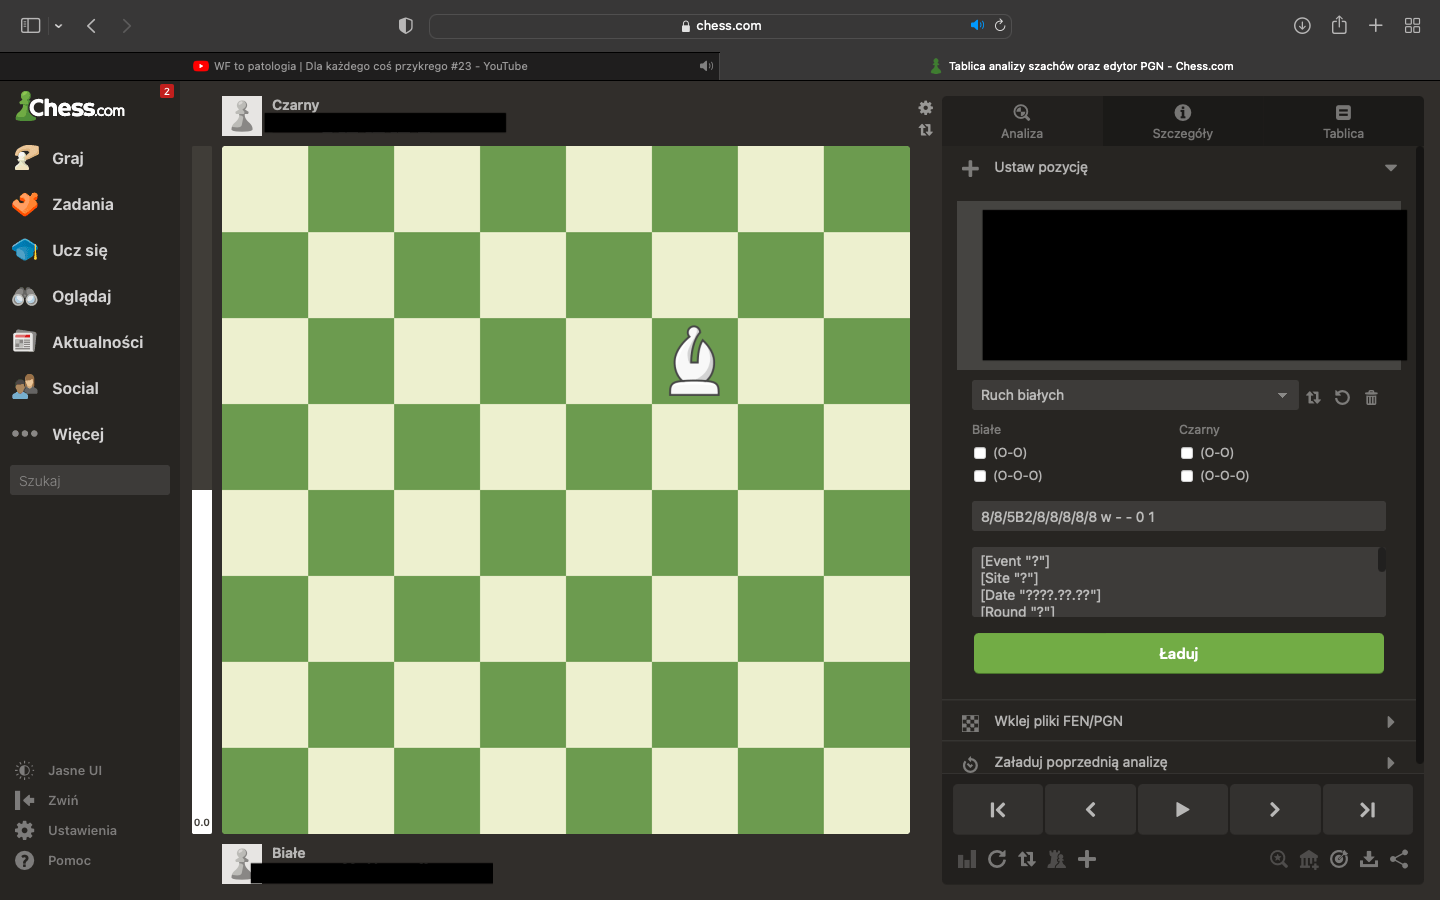 chess.com
WF to patologia | Dla każdego coś przykrego #23 - YouTube
Tablica analizy szachów oraz edytor PGN - Chess.com
Chess.com
2
Graj
Zadania
Ucz się
Oglądaj
Aktualności
Social
Więcej
Szukaj
Jasne UI
Zwiń
Ustawienia
Pomoc
Czarny
0.0
Białe
Analiza
Szczegóły
Tablica
Ustaw pozycję
Ruch białych
Białe
Czarny
(O-O)
(O-O)
(O-O-O)
(O-O-O)
8/8/5B2/8/8/8/8/8 w - - 0 1
[Event "?"]
[Site "?"]
[Date "????.??.??"]
[Round "?"]
Ładuj
Wklej pliki FEN/PGN
Załaduj poprzednią analizę